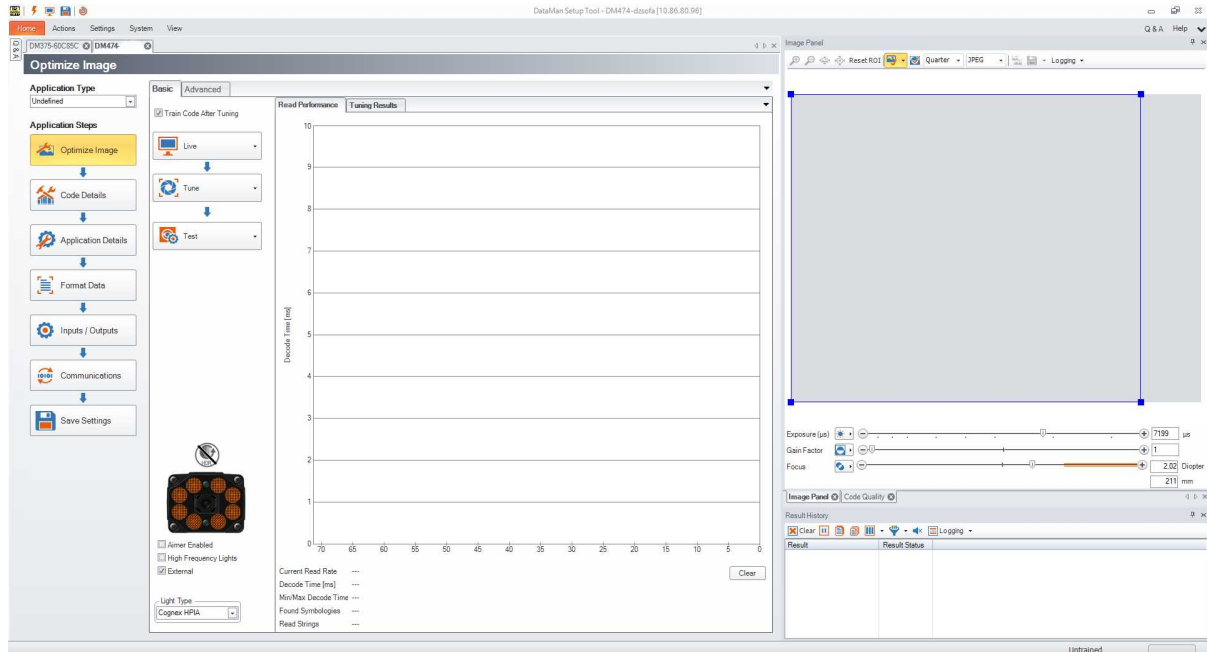 DataMan Setup Tool - DM474-dzsofa [10.86.80.96]
Home Actions Settings System View
Q&A Help
Q & A
DM375-60C85C DM474-
Optimize Image
Application Type
Undefined
Application Steps
Optimize Image
Code Details
Application Details
Format Data
Inputs / Outputs
Communications
Save Settings
Basic Advanced
Train Code After Tuning
Live
Tune
Test
Aimer Enabled
High Frequency Lights
External
Light Type
Cognex HPIA
Read Performance Tuning Results
10
9
8
7
6
5
4
3
2
1
0
Decode Time [ms]
70 65 60 55 50 45 40 35 30 25 20 15 10 5 0
Current Read Rate ---
Decode Time [ms] ---
Min/Max Decode Time ---
Found Symbologies ---
Read Strings ---
Clear
Image Panel
Reset ROI Quarter JPEG Logging
Exposure (µs) 7199 µs
Gain Factor 1
Focus 2.02 Diopter
211 mm
Image Panel Code Quality
Result History
Clear Logging
Result Result Status
Untrained